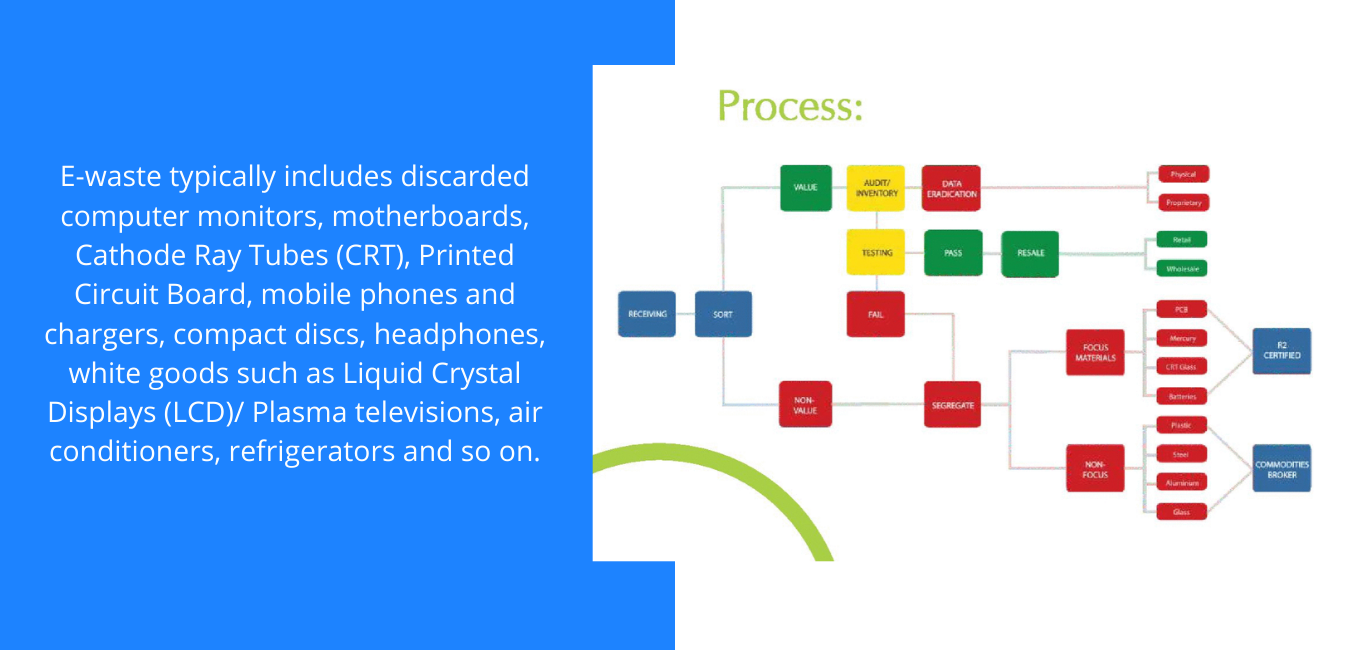 E-waste typically includes discarded
computer monitors, motherboards,
Cathode Ray Tubes (CRT), Printed
Circuit Board, mobile phones and
chargers, compact discs, headphones,
white goods such as Liquid Crystal
Displays (LCD)/ Plasma televisions, air
conditioners, refrigerators and so on.
Process:
VALUE
AUDIT/
INVENTORY
DATA
ERADICATION
Physical
Proprietary
TESTING
PASS
RESALE
Retail
Wholesale
RECEIVING
SORT
FAIL
FOCUS
MATERIALS
PCB
Mercury
CRT Glass
Batteries
R2
CERTIFIED
NON-
VALUE
SEGREGATE
NON-
FOCUS
Plastic
Steel
Aluminium
Glass
COMMODITIES
BROKER